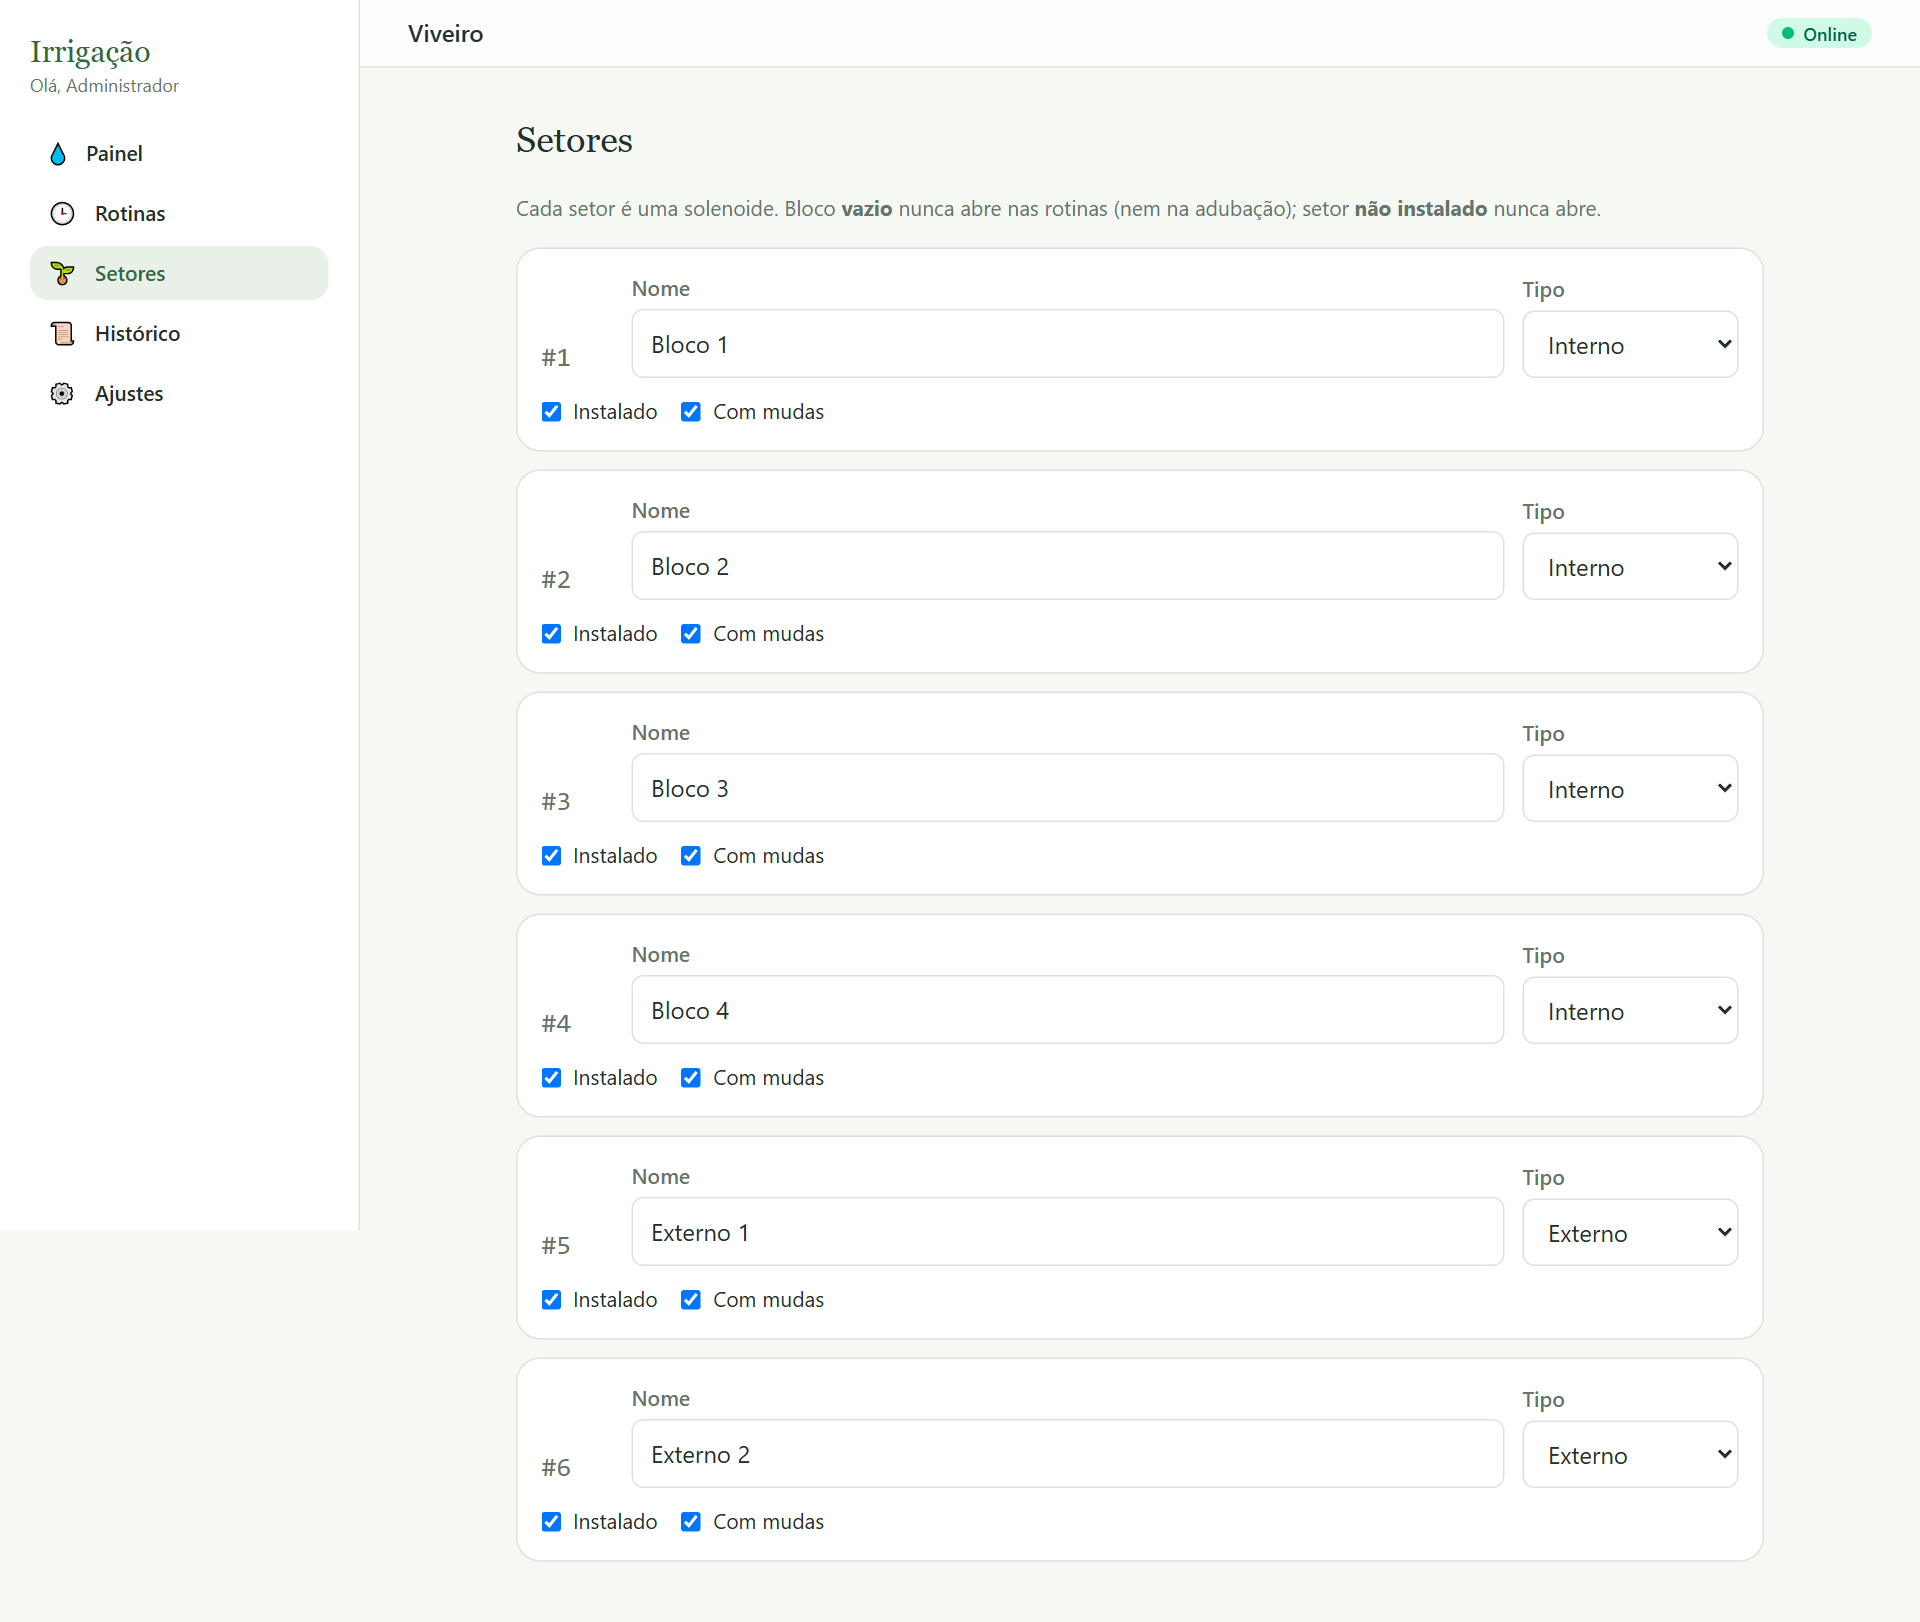 Irrigação
Olá, Administrador
Painel
Rotinas
Setores
Histórico
Ajustes
Viveiro
Online
Setores
Cada setor é uma solenoide. Bloco vazio nunca abre nas rotinas (nem na adubação); setor não instalado nunca abre.
Nome
Tipo
#1
Bloco 1
Interno
Instalado
Com mudas
Nome
Tipo
#2
Bloco 2
Interno
Instalado
Com mudas
Nome
Tipo
#3
Bloco 3
Interno
Instalado
Com mudas
Nome
Tipo
#4
Bloco 4
Interno
Instalado
Com mudas
Nome
Tipo
#5
Externo 1
Externo
Instalado
Com mudas
Nome
Tipo
#6
Externo 2
Externo
Instalado
Com mudas